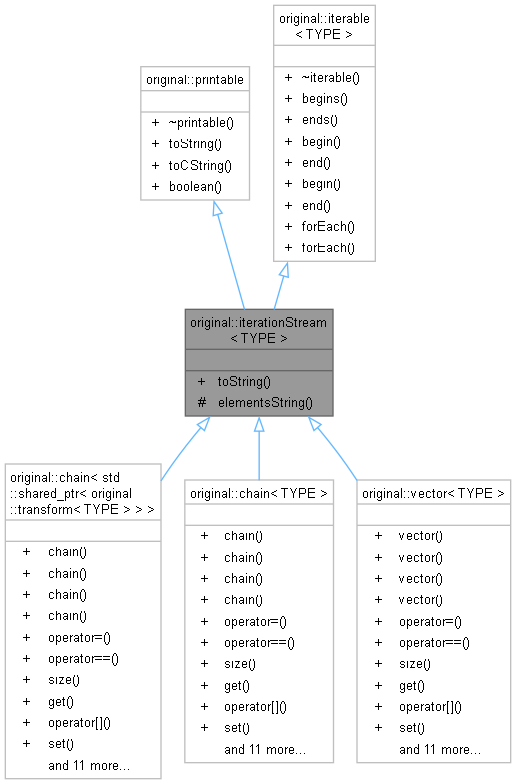 original::iterable
< TYPE >
+ ~iterable()
+ begins()
+ ends()
+ begin()
+ end()
+ begin()
+ end()
+ forEach()
+ forEach()
original::printable
+ ~printable()
+ toString()
+ toCString()
+ boolean()
original::iterationStream
< TYPE >
+ toString()
# elementsString()
original::chain< std
::shared_ptr< original
::transform< TYPE > > >
+ chain()
+ chain()
+ chain()
+ chain()
+ operator=()
+ operator==()
+ size()
+ get()
+ operator[]()
+ set()
and 11 more...
original::chain< TYPE >
+ chain()
+ chain()
+ chain()
+ chain()
+ operator=()
+ operator==()
+ size()
+ get()
+ operator[]()
+ set()
and 11 more...
original::vector< TYPE >
+ vector()
+ vector()
+ vector()
+ vector()
+ operator=()
+ operator==()
+ size()
+ get()
+ operator[]()
+ set()
and 11 more...